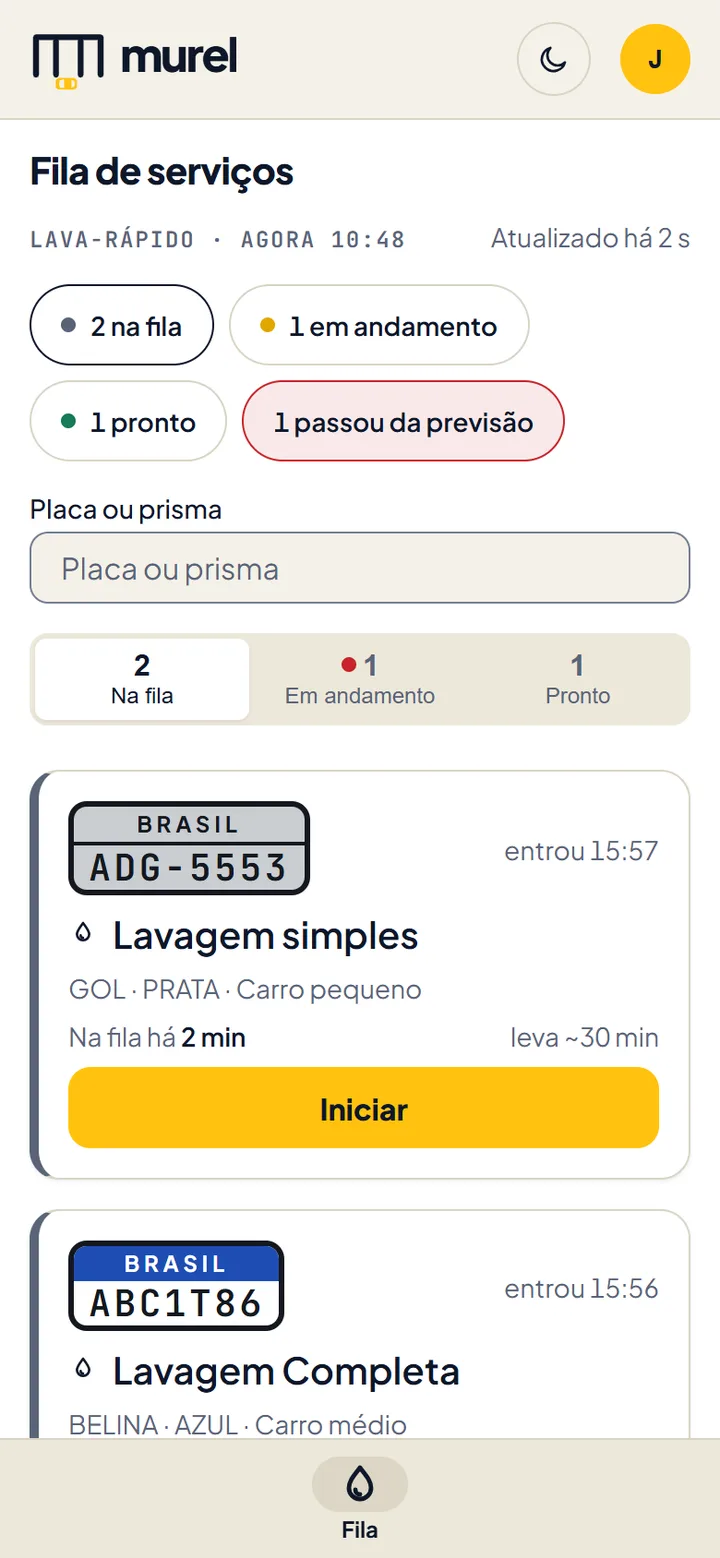 murel
J
Fila de serviços
LAVA-RÁPIDO · AGORA 10:48
Atualizado há 2 s
2 na fila
1 em andamento
1 pronto
1 passou da previsão
Placa ou prisma
Placa ou prisma
2
Na fila
1
Em andamento
1
Pronto
BRASIL
ADG-5553
entrou 15:57
Lavagem simples
GOL · PRATA · Carro pequeno
Na fila há 2 min
leva ~30 min
Iniciar
BRASIL
ABC1T86
entrou 15:56
Lavagem Completa
BELINA · AZUL · Carro médio
Fila